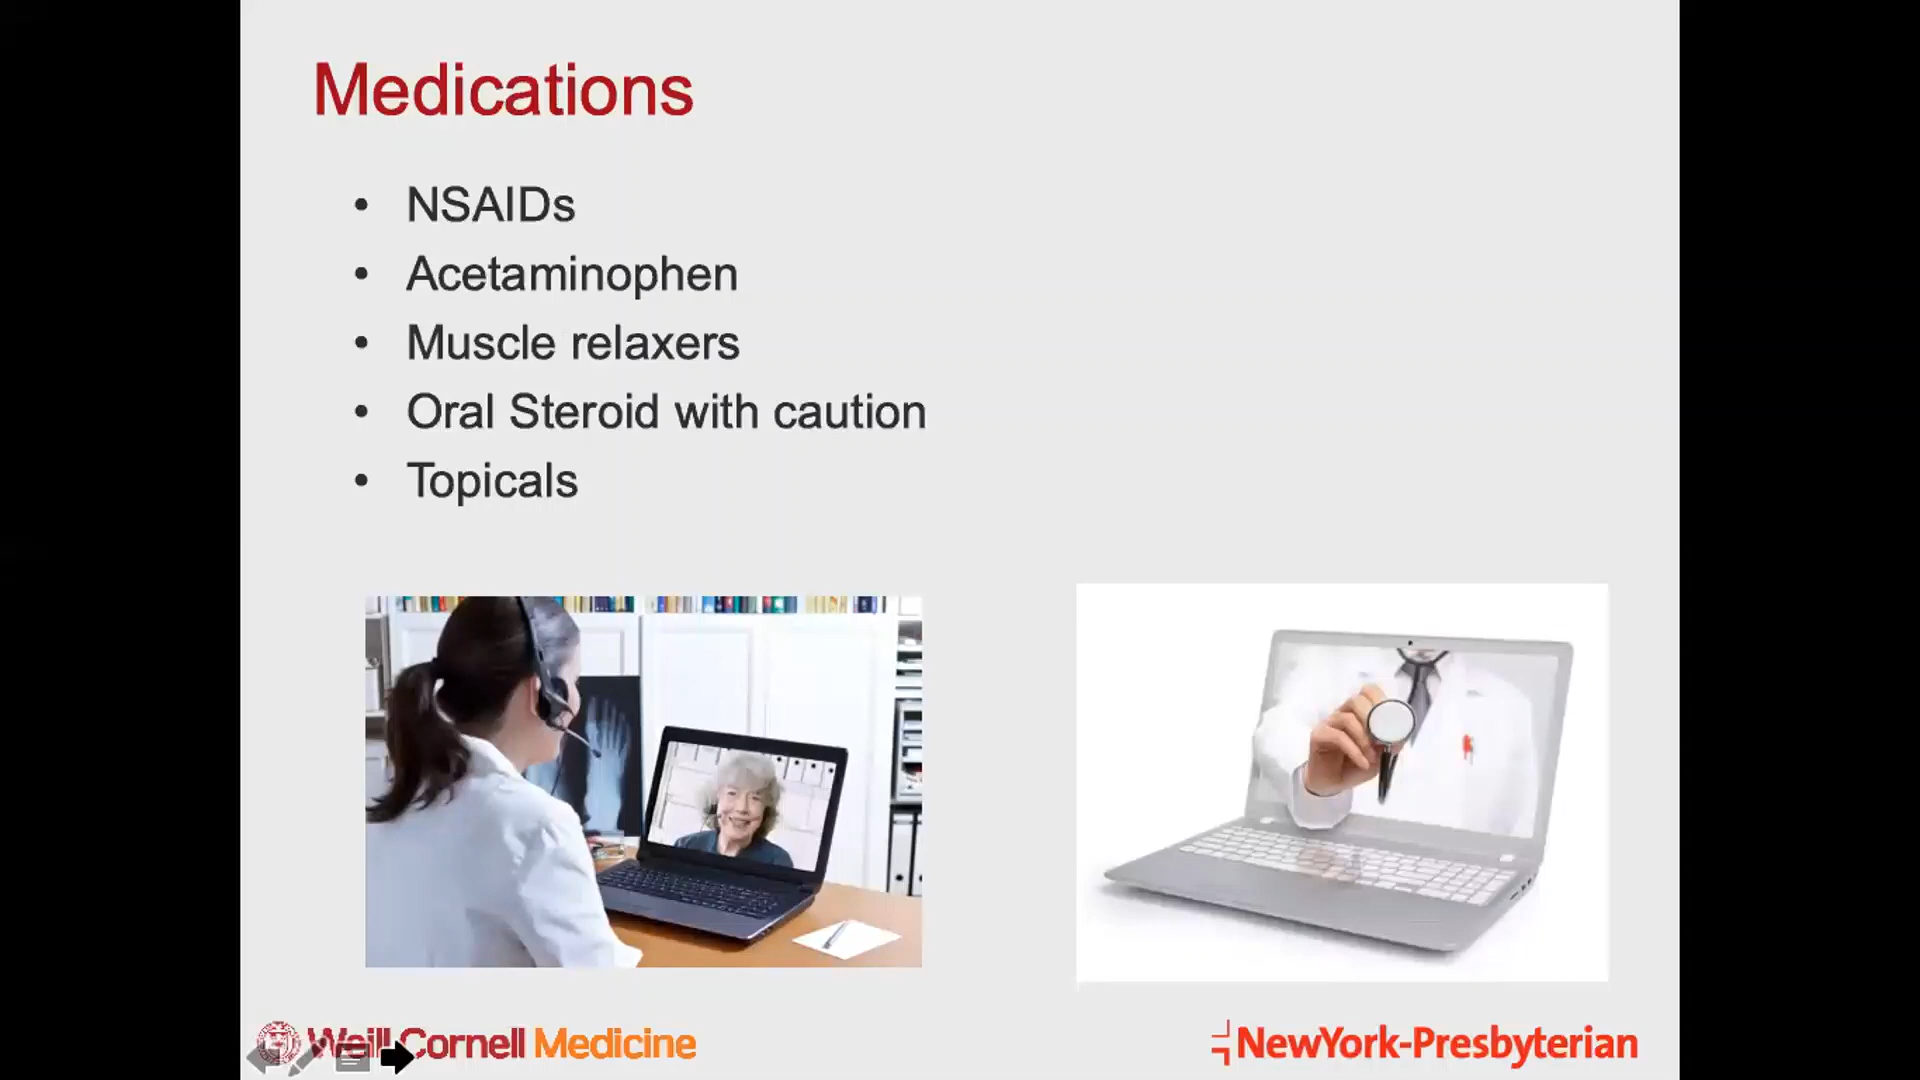 Medications
• NSAIDs
• Acetaminophen
• Muscle relaxers
• Oral Steroid with caution
• Topicals
Weill Cornell Medicine
NewYork-Presbyterian